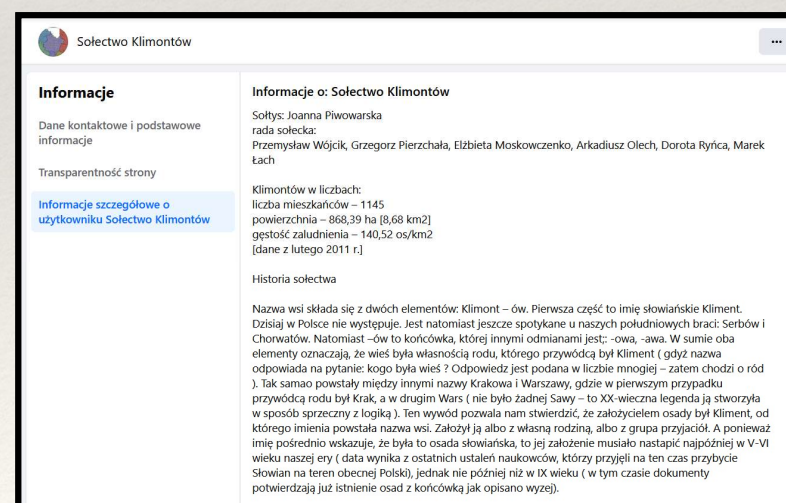 Sołectwo Klimontów
...
Informacje
Dane kontaktowe i podstawowe
informacje
Transparentność strony
Informacje szczegółowe o
użytkowniku Sołectwo Klimontów
Informacje o: Sołectwo Klimontów
Sołtys: Joanna Piwowarska
rada sołecka:
Przemysław Wójcik, Grzegorz Pierzchała, Elżbieta Moskowczenko, Arkadiusz Olech, Dorota Ryńca, Marek
Łach
Klimontów w liczbach:
liczba mieszkańców – 1145
powierzchnia – 868,39 ha [8,68 km2]
gęstość zaludnienia – 140,52 os/km2
[dane z lutego 2011 r.]
Historia sołectwa
Nazwa wsi składa się z dwóch elementów: Klimont – ów. Pierwsza część to imię słowiańskie Kliment.
Dzisiaj w Polsce nie występuje. Jest natomiast jeszcze spotykane u naszych południowych braci: Serbów i
Chorwatów. Natomiast –ów to końcówka, której innymi odmianami jest;: -owa, -awa. W sumie oba
elementy oznaczają, że wieś była własnością rodu, którego przywódcą był Kliment ( gdyż nazwa
odpowiada na pytanie: kogo była wieś ? Odpowiedz jest podana w liczbie mnogiej – zatem chodzi o ród
). Tak samo powstały między innymi nazwy Krakowa i Warszawy, gdzie w pierwszym przypadku
przywódcą rodu był Krak, a w drugim Wars ( nie było żadnej Sawy – to XX-wieczna legenda ją stworzyła
w sposób sprzeczny z logiką ). Ten wywód pozwala nam stwierdzić, że założycielem osady był Kliment, od
którego imienia powstała nazwa wsi. Założył ją albo z własną rodziną, albo z grupa przyjaciół. A ponieważ
imię pośrednio wskazuje, że była to osada słowiańska, to jej założenie musiało nastapić najpóźniej w V-VI
wieku naszej ery ( data wynika z ostatnich ustaleń naukowców, którzy przyjęli na ten czas przybycie
Słowian na teren obecnej Polski), jednak nie później niż w IX wieku ( w tym czasie dokumenty
potwierdzają już istnienie osad z końcówką jak opisano wyzej).